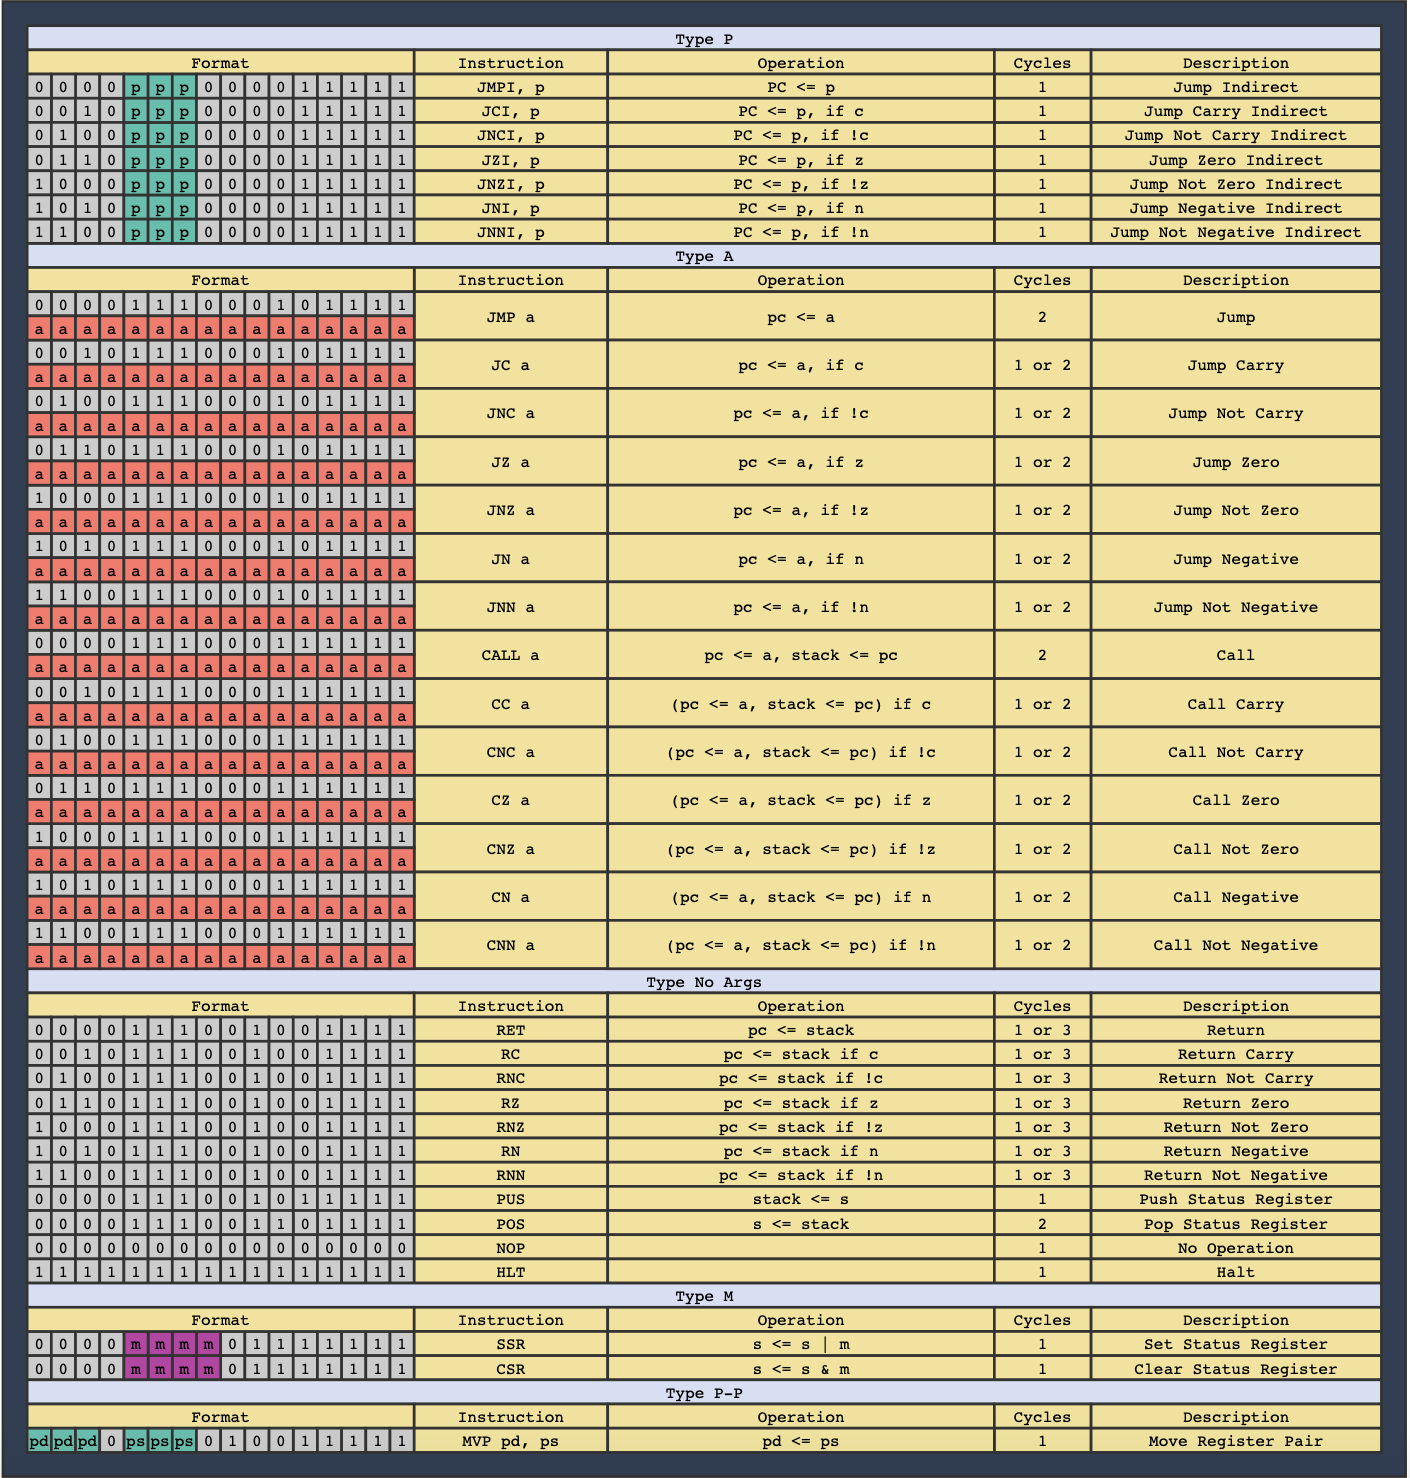 Type P
Format Instruction Operation Cycles Description
0 0 0 0 p p p 0 0 0 0 1 1 1 1 1 JMPI, p PC <= p 1 Jump Indirect
0 0 1 0 p p p 0 0 0 0 1 1 1 1 1 JCI, p PC <= p, if c 1 Jump Carry Indirect
0 1 0 0 p p p 0 0 0 0 1 1 1 1 1 JNCI, p PC <= p, if !c 1 Jump Not Carry Indirect
0 1 1 0 p p p 0 0 0 0 1 1 1 1 1 JZI, p PC <= p, if z 1 Jump Zero Indirect
1 0 0 0 p p p 0 0 0 0 1 1 1 1 1 JNZI, p PC <= p, if !z 1 Jump Not Zero Indirect
1 0 1 0 p p p 0 0 0 0 1 1 1 1 1 JNI, p PC <= p, if n 1 Jump Negative Indirect
1 1 0 0 p p p 0 0 0 0 1 1 1 1 1 JNNI, p PC <= p, if !n 1 Jump Not Negative Indirect
Type A
Format Instruction Operation Cycles Description
0 0 0 0 1 1 1 0 0 0 1 0 1 1 1 1
a a a a a a a a a a a a a a a a
JMP a pc <= a 2 Jump
0 0 1 0 1 1 1 0 0 0 1 0 1 1 1 1
a a a a a a a a a a a a a a a a
JC a pc <= a, if c 1 or 2 Jump Carry
0 1 0 0 1 1 1 0 0 0 1 0 1 1 1 1
a a a a a a a a a a a a a a a a
JNC a pc <= a, if !c 1 or 2 Jump Not Carry
0 1 1 0 1 1 1 0 0 0 1 0 1 1 1 1
a a a a a a a a a a a a a a a a
JZ a pc <= a, if z 1 or 2 Jump Zero
1 0 0 0 1 1 1 0 0 0 1 0 1 1 1 1
a a a a a a a a a a a a a a a a
JNZ a pc <= a, if !z 1 or 2 Jump Not Zero
1 0 1 0 1 1 1 0 0 0 1 0 1 1 1 1
a a a a a a a a a a a a a a a a
JN a pc <= a, if n 1 or 2 Jump Negative
1 1 0 0 1 1 1 0 0 0 1 0 1 1 1 1
a a a a a a a a a a a a a a a a
JNN a pc <= a, if !n 1 or 2 Jump Not Negative
0 0 0 0 1 1 1 0 0 0 1 1 1 1 1 1
a a a a a a a a a a a a a a a a
CALL a pc <= a, stack <= pc 2 Call
0 0 1 0 1 1 1 0 0 0 1 1 1 1 1 1
a a a a a a a a a a a a a a a a
CC a (pc <= a, stack <= pc) if c 1 or 2 Call Carry
0 1 0 0 1 1 1 0 0 0 1 1 1 1 1 1
a a a a a a a a a a a a a a a a
CNC a (pc <= a, stack <= pc) if !c 1 or 2 Call Not Carry
0 1 1 0 1 1 1 0 0 0 1 1 1 1 1 1
a a a a a a a a a a a a a a a a
CZ a (pc <= a, stack <= pc) if z 1 or 2 Call Zero
1 0 0 0 1 1 1 0 0 0 1 1 1 1 1 1
a a a a a a a a a a a a a a a a
CNZ a (pc <= a, stack <= pc) if !z 1 or 2 Call Not Zero
1 0 1 0 1 1 1 0 0 0 1 1 1 1 1 1
a a a a a a a a a a a a a a a a
CN a (pc <= a, stack <= pc) if n 1 or 2 Call Negative
1 1 0 0 1 1 1 0 0 0 1 1 1 1 1 1
a a a a a a a a a a a a a a a a
CNN a (pc <= a, stack <= pc) if !n 1 or 2 Call Not Negative
Type No Args
Format Instruction Operation Cycles Description
0 0 0 0 1 1 1 0 0 1 0 0 1 1 1 1 RET pc <= stack 1 or 3 Return
0 0 1 0 1 1 1 0 0 1 0 0 1 1 1 1 RC pc <= stack if c 1 or 3 Return Carry
0 1 0 0 1 1 1 0 0 1 0 0 1 1 1 1 RNC pc <= stack if !c 1 or 3 Return Not Carry
0 1 1 0 1 1 1 0 0 1 0 0 1 1 1 1 RZ pc <= stack if z 1 or 3 Return Zero
1 0 0 0 1 1 1 0 0 1 0 0 1 1 1 1 RNZ pc <= stack if !z 1 or 3 Return Not Zero
1 0 1 0 1 1 1 0 0 1 0 0 1 1 1 1 RN pc <= stack if n 1 or 3 Return Negative
1 1 0 0 1 1 1 0 0 1 0 0 1 1 1 1 RNN pc <= stack if !n 1 or 3 Return Not Negative
0 0 0 0 1 1 1 0 0 1 0 1 1 1 1 1 PUS stack <= s 1 Push Status Register
0 0 0 0 1 1 1 0 0 1 1 0 1 1 1 1 POS s <= stack 2 Pop Status Register
0 0 0 0 0 0 0 0 0 0 0 0 0 0 0 0 NOP 1 No Operation
1 1 1 1 1 1 1 1 1 1 1 1 1 1 1 1 HLT 1 Halt
Type M
Format Instruction Operation Cycles Description
0 0 0 0 m m m m 0 1 1 1 1 1 1 1 SSR s <= s | m 1 Set Status Register
0 0 0 0 m m m m 0 1 1 1 1 1 1 1 CSR s <= s & m 1 Clear Status Register
Type P-P
Format Instruction Operation Cycles Description
pd pd pd 0 ps ps ps 0 1 0 0 1 1 1 1 1 MVP pd, ps pd <= ps 1 Move Register Pair